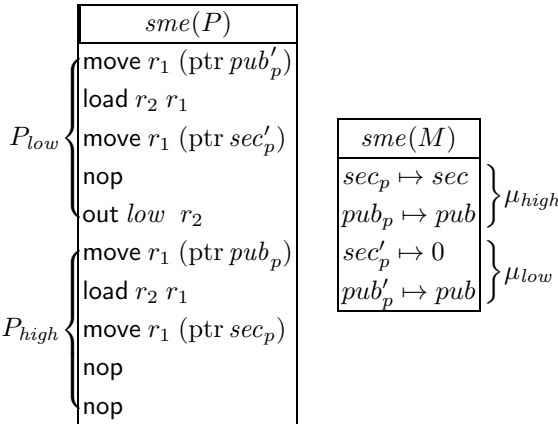 sme(P)
P_low
move r_1 (ptr pub'_p)
load r_2 r_1
move r_1 (ptr sec'_p)
nop
out low r_2
P_high
move r_1 (ptr pub_p)
load r_2 r_1
move r_1 (ptr sec_p)
nop
nop
sme(M)
sec_p ↦ sec
pub_p ↦ pub
μ_high
sec'_p ↦ 0
pub'_p ↦ pub
μ_low